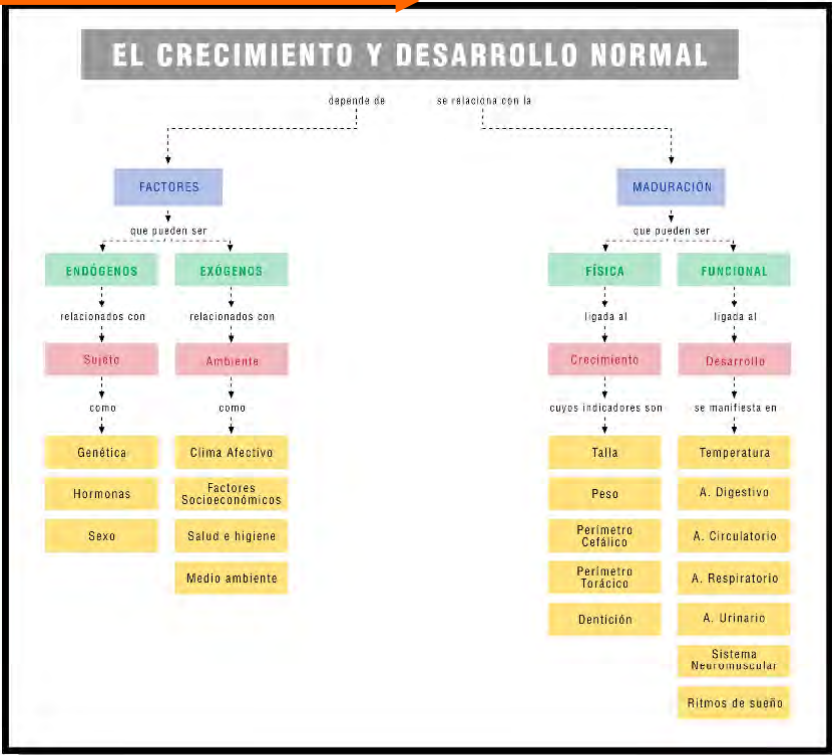 EL CRECIMIENTO Y DESARROLLO NORMAL
depende de
se relaciona con la
FACTORES
MADURACIÓN
que pueden ser
que pueden ser
ENDÓGENOS
EXÓGENOS
FÍSICA
FUNCIONAL
relacionados con
relacionados con
ligada al
ligada al
Sujeto
Ambiente
Crecimiento
Desarrollo
como
como
cuyos indicadores son
se manifiesta en
Genética
Clima Afectivo
Talla
Temperatura
Hormonas
Factores
Socioeconómicos
Peso
A. Digestivo
Sexo
Salud e higiene
Perímetro
Cefálico
A. Circulatorio
Medio ambiente
Perímetro
Torácico
A. Respiratorio
Dentición
A. Urinario
Sistema
Neuromuscular
Ritmos de sueño